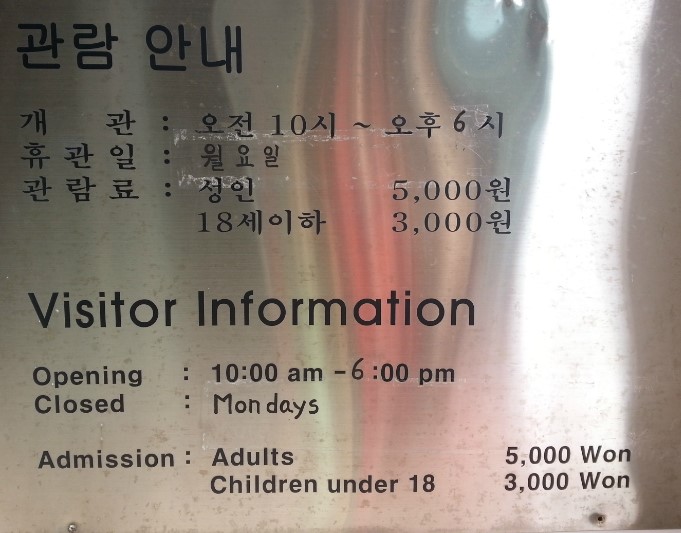 관람 안내
개 관 : 오전 10시 ~ 오후 6시
휴관일 : 월요일
관람료 : 성인 5,000원
18세이하 3,000원
Visitor Information
Opening : 10:00 am - 6:00 pm
Closed : Mondays
Admission : Adults 5,000 Won
Children under 18 3,000 Won